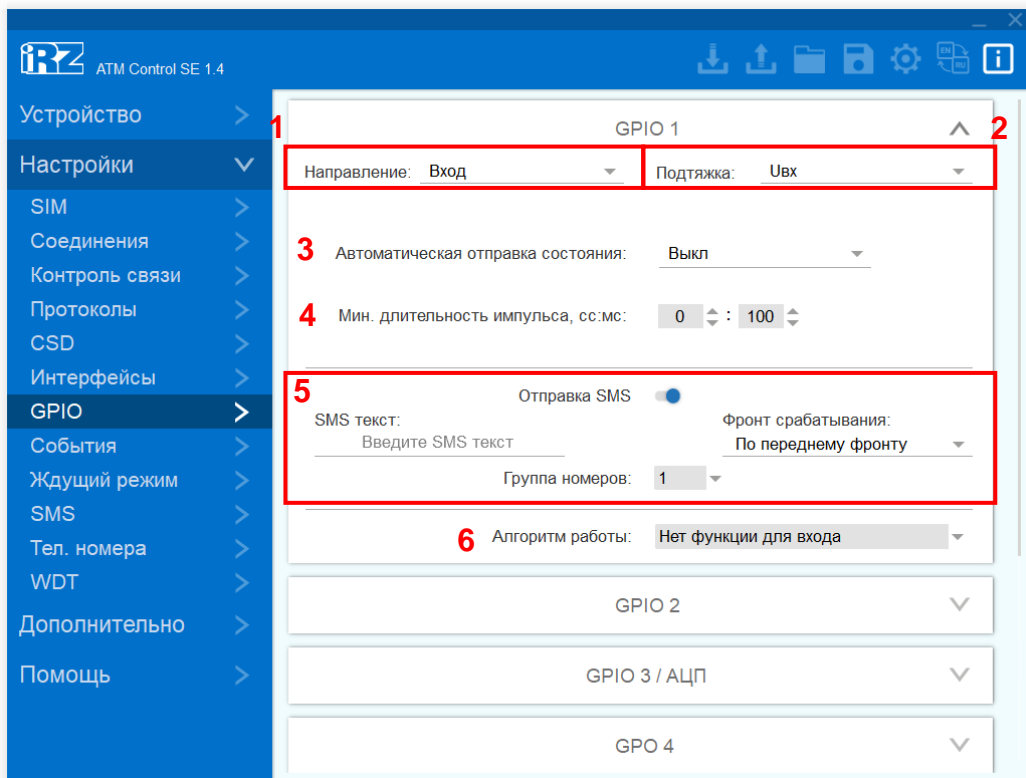 iRZ ATM Control SE 1.4
EN RU
Устройство
Настройки
SIM
Соединения
Контроль связи
Протоколы
CSD
Интерфейсы
GPIO
События
Ждущий режим
SMS
Тел. номера
WDT
Дополнительно
Помощь
1 GPIO 1 2
Направление: Вход Подтяжка: Uвх
3 Автоматическая отправка состояния: Выкл
4 Мин. длительность импульса, сс:мс: 0 : 100
5 Отправка SMS
SMS текст: Фронт срабатывания:
Введите SMS текст По переднему фронту
Группа номеров: 1
6 Алгоритм работы: Нет функции для входа
GPIO 2
GPIO 3 / АЦП
GPO 4